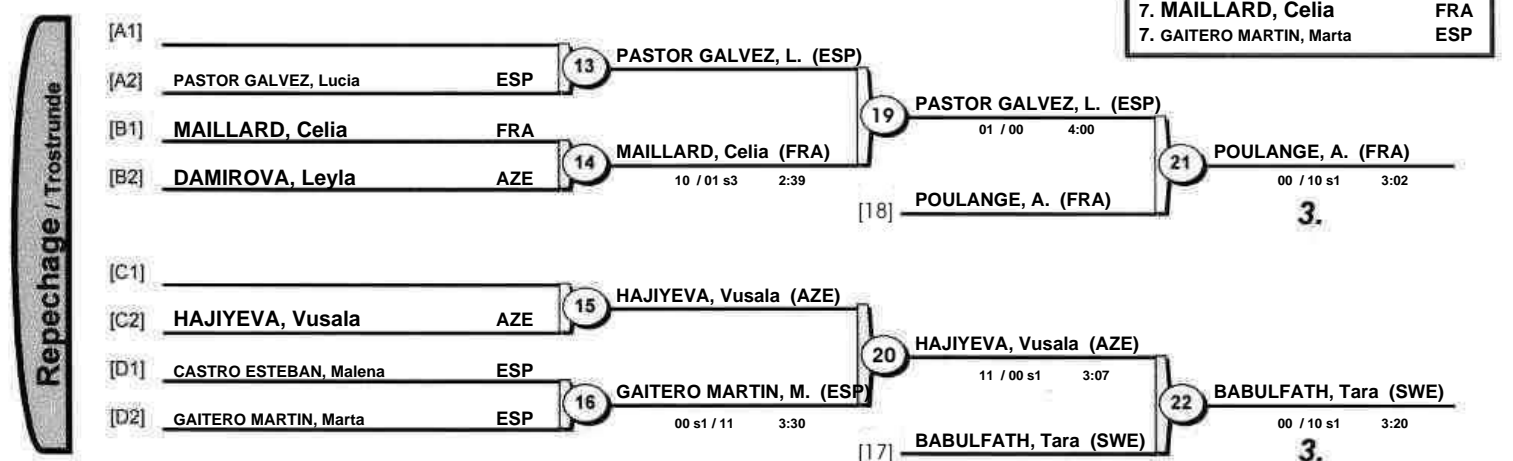 7. MAILLARD, Celia FRA
7. GAITERO MARTIN, Marta ESP
Repechage / Trostrunde
[A1]
[A2] PASTOR GALVEZ, Lucia ESP
13
PASTOR GALVEZ, L. (ESP)
[B1] MAILLARD, Celia FRA
[B2] DAMIROVA, Leyla AZE
14
MAILLARD, Celia (FRA)
10 / 01 s3 2:39
19
PASTOR GALVEZ, L. (ESP)
01 / 00 4:00
[18] POULANGE, A. (FRA)
21
POULANGE, A. (FRA)
00 / 10 s1 3:02
3.
[C1]
[C2] HAJIYEVA, Vusala AZE
15
HAJIYEVA, Vusala (AZE)
[D1] CASTRO ESTEBAN, Malena ESP
[D2] GAITERO MARTIN, Marta ESP
16
GAITERO MARTIN, M. (ESP)
00 s1 / 11 3:30
20
HAJIYEVA, Vusala (AZE)
11 / 00 s1 3:07
[17] BABULFATH, Tara (SWE)
22
BABULFATH, Tara (SWE)
00 / 10 s1 3:20
3.